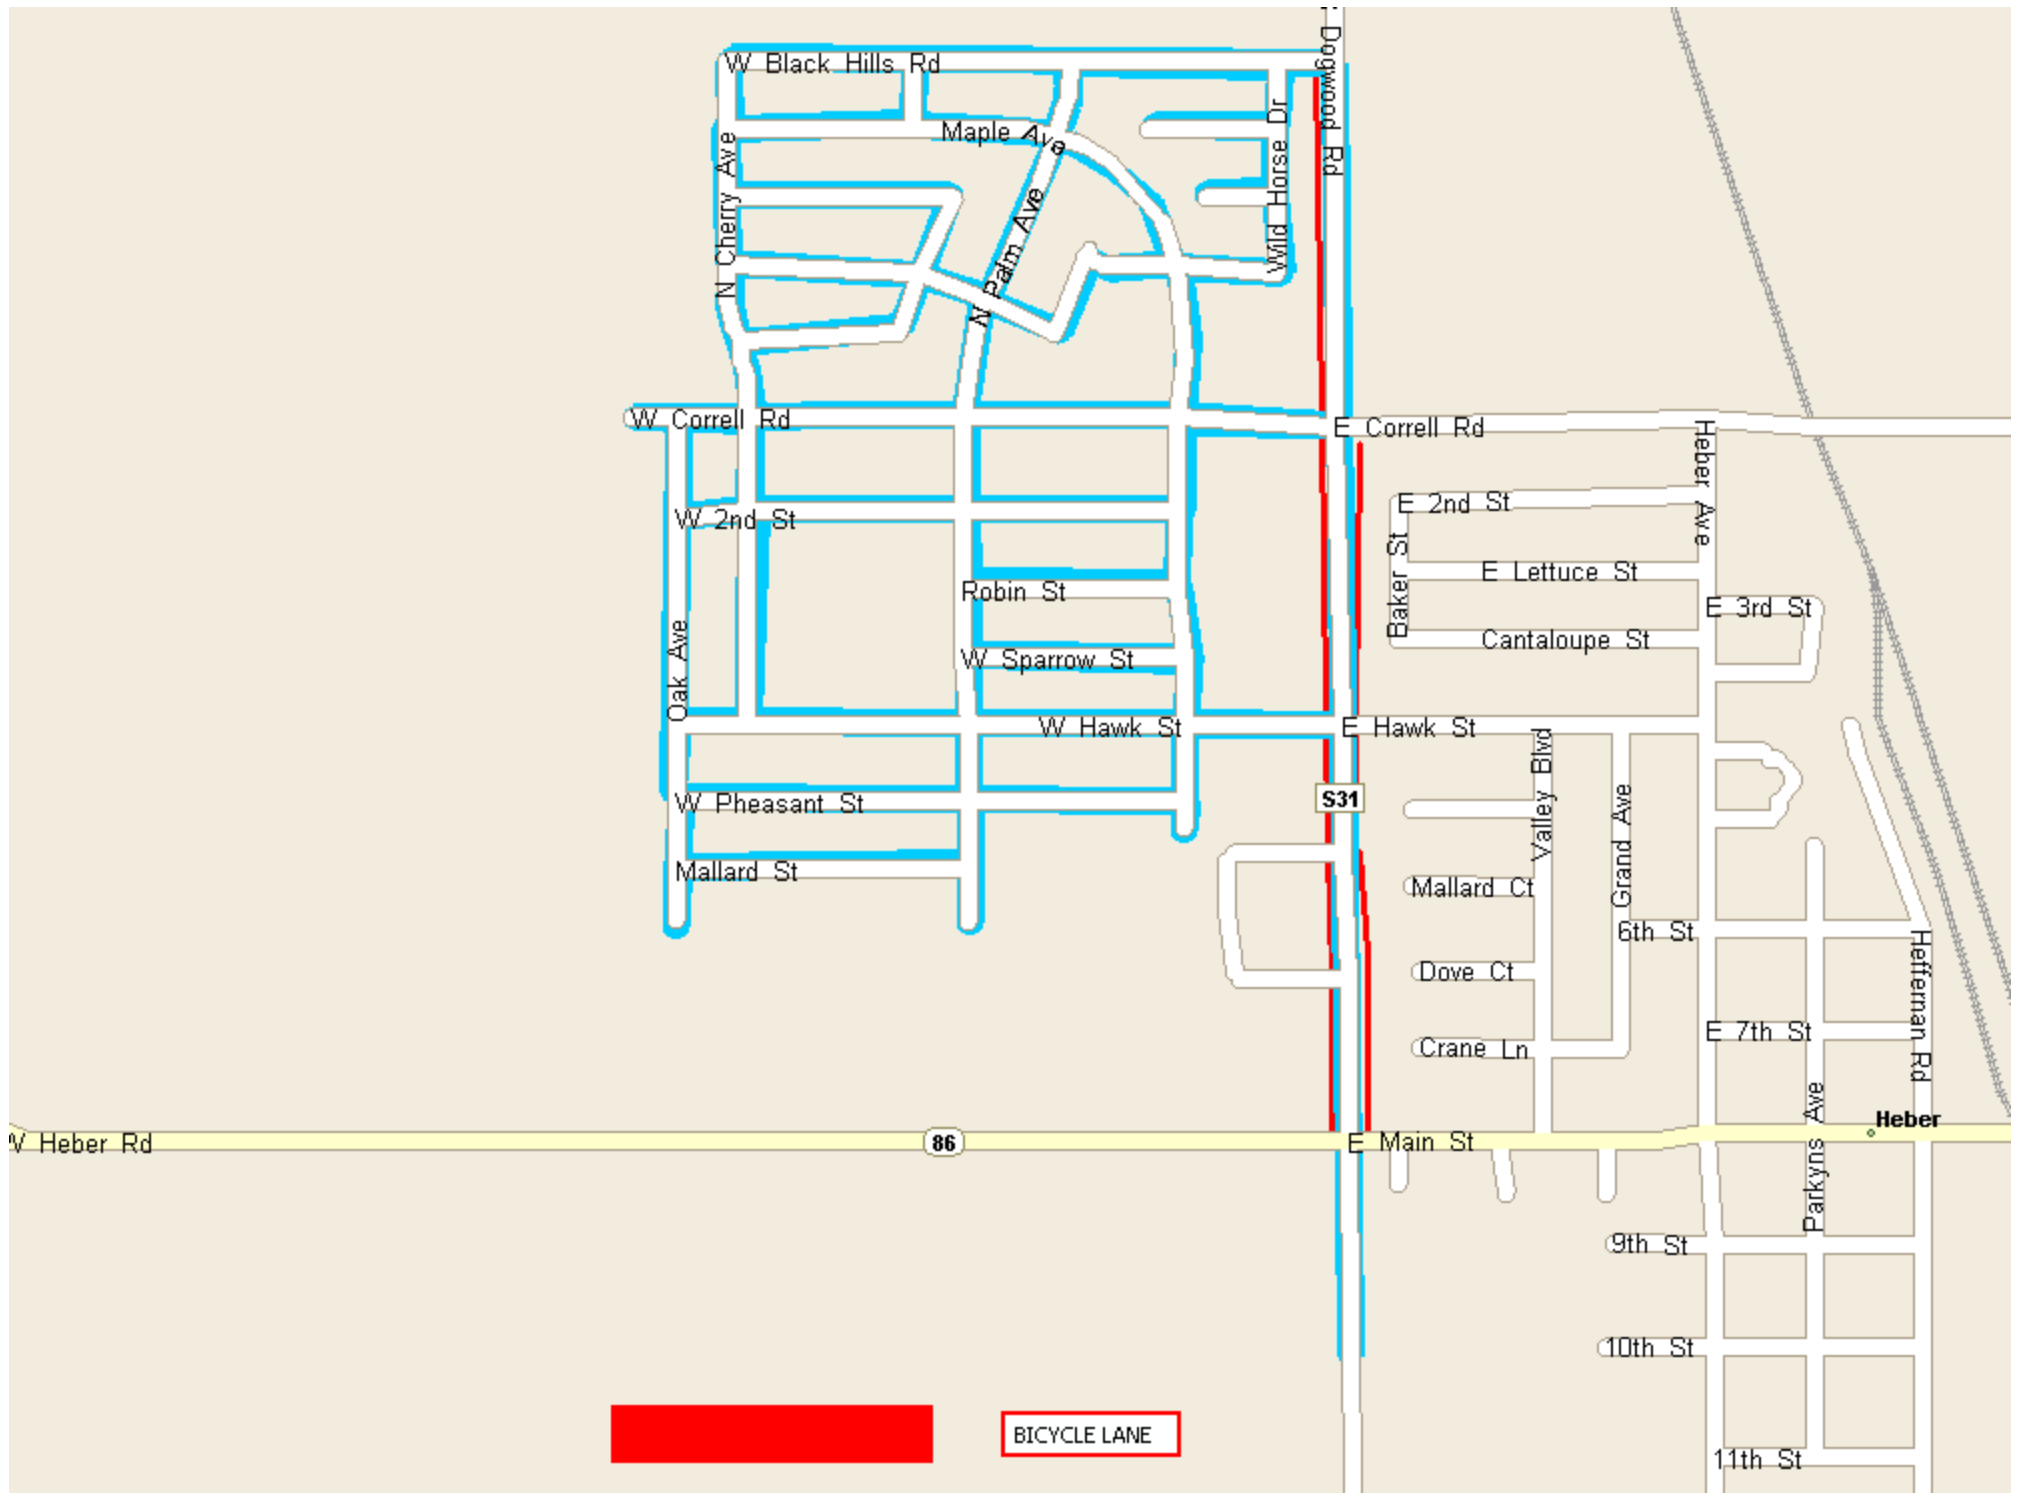 W Black Hills Rd
N Dogwood Rd
Maple Ave
N Cherry Ave
N Palm Ave
Wild Horse Dr
W Correll Rd
E Correll Rd
Heber Ave
E 2nd St
W 2nd St
Baker St
E Lettuce St
Robin St
E 3rd St
Cantaloupe St
W Sparrow St
Oak Ave
W Hawk St
E Hawk St
Valley Blvd
S31
W Pheasant St
Grand Ave
Mallard St
Mallard Ct
6th St
Heffernan Rd
Dove Ct
E 7th St
Crane Ln
Parkyns Ave
Heber
W Heber Rd
86
E Main St
9th St
10th St
BICYCLE LANE
11th St